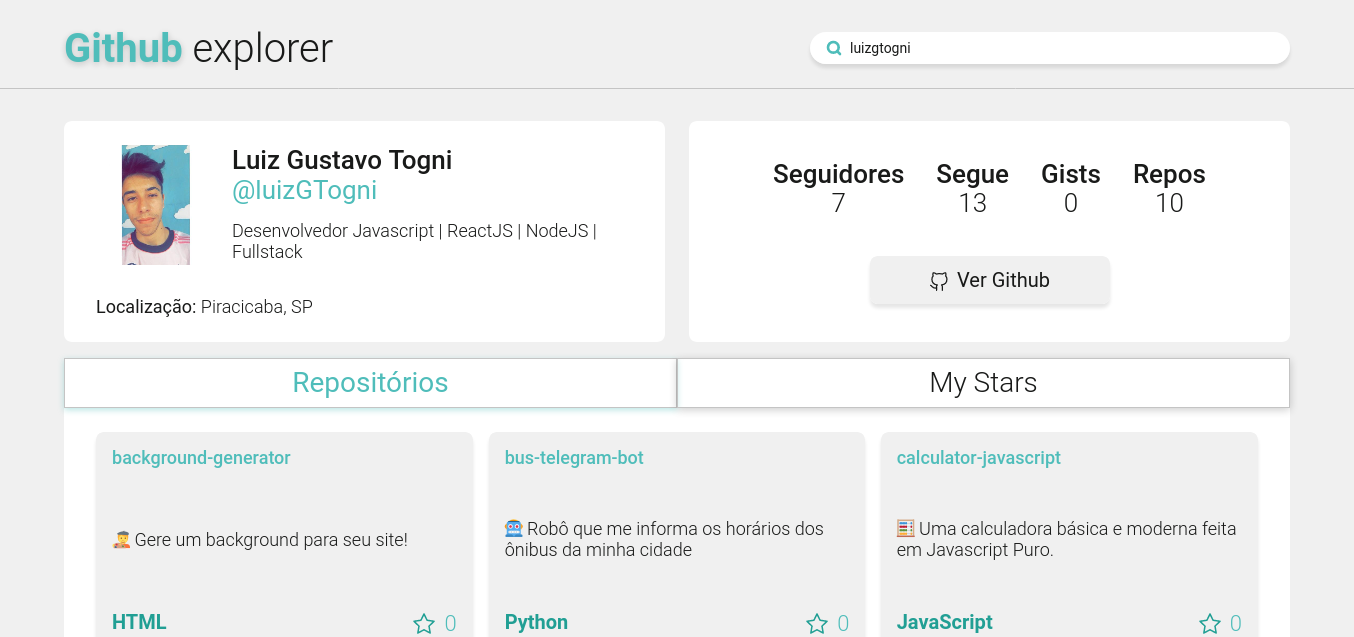 Github explorer
luizgtogni
Luiz Gustavo Togni
@luizGTogni
Desenvolvedor Javascript | ReactJS | NodeJS |
Fullstack
Localização: Piracicaba, SP
Seguidores Segue Gists Repos
7 13 0 10
Ver Github
Repositórios My Stars
background-generator
Gere um background para seu site!
HTML 0
bus-telegram-bot
🤖 Robô que me informa os horários dos
ônibus da minha cidade
Python 0
calculator-javascript
🧮 Uma calculadora básica e moderna feita
em Javascript Puro.
JavaScript 0